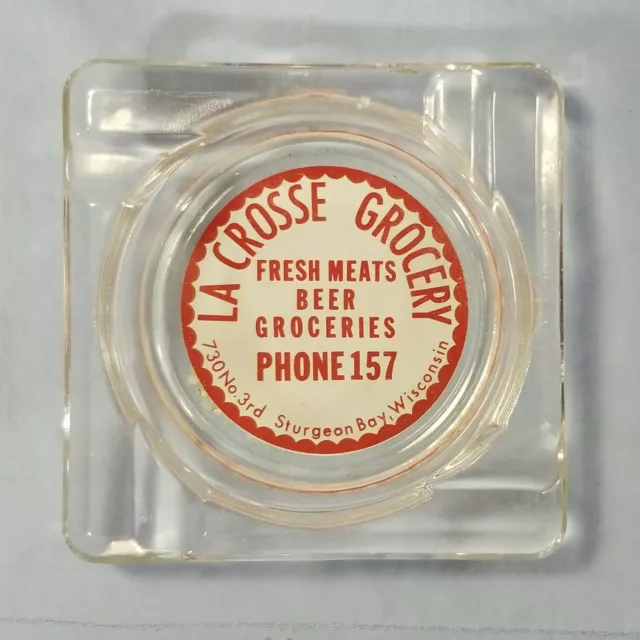 LA CROSSE GROCERY
FRESH MEATS
BEER
GROCERIES
PHONE 157
730 No. 3rd Sturgeon Bay, Wisconsin